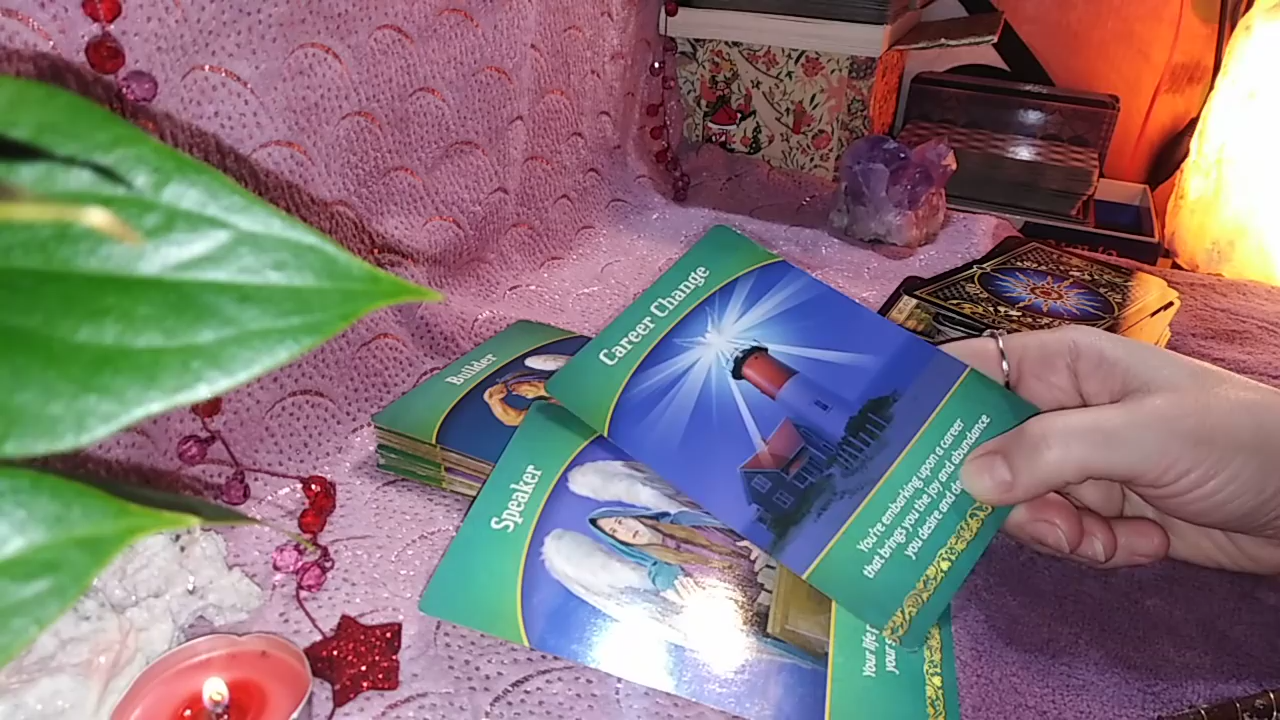 Career Change
You're embarking upon a career
that brings you the joy and abundance
you desire and
Builder
Speaker
Your life
your